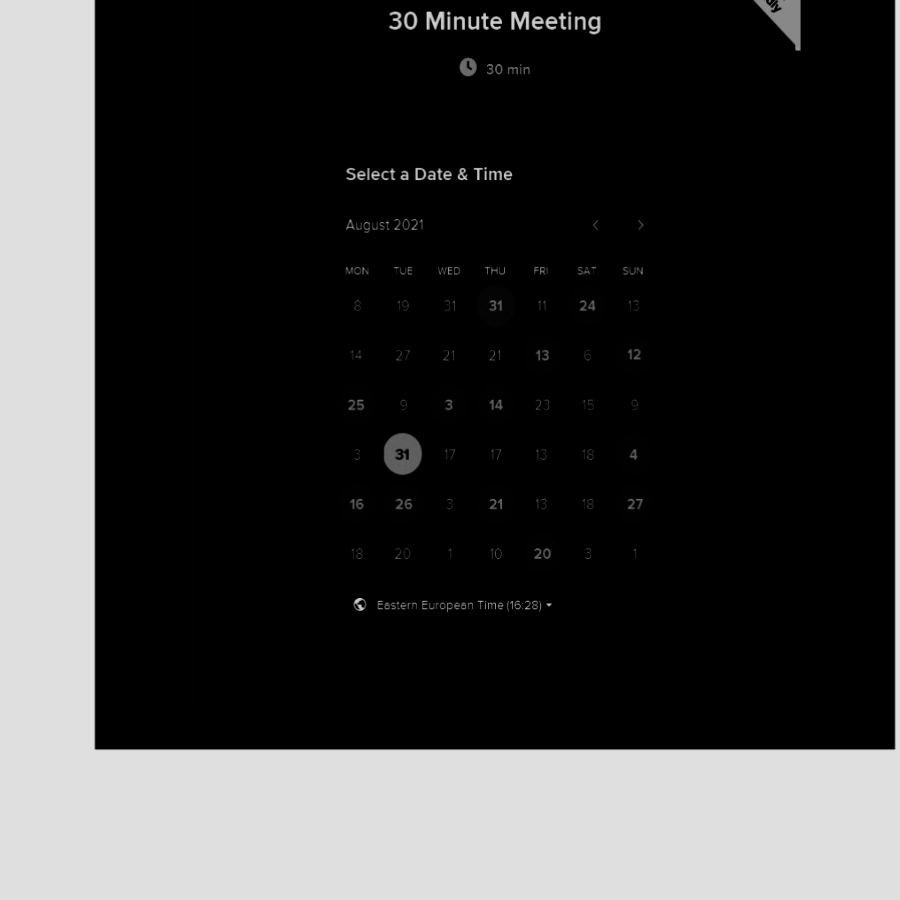 30 Minute Meeting
30 min
Select a Date & Time
August 2021
MON TUE WED THU FRI SAT SUN
8 19 31 31 11 24 13
14 27 21 21 13 6 12
25 9 3 14 23 15 9
3 31 17 17 13 18 4
16 26 3 21 13 18 27
18 20 1 10 20 3 1
Eastern European Time (16:28)